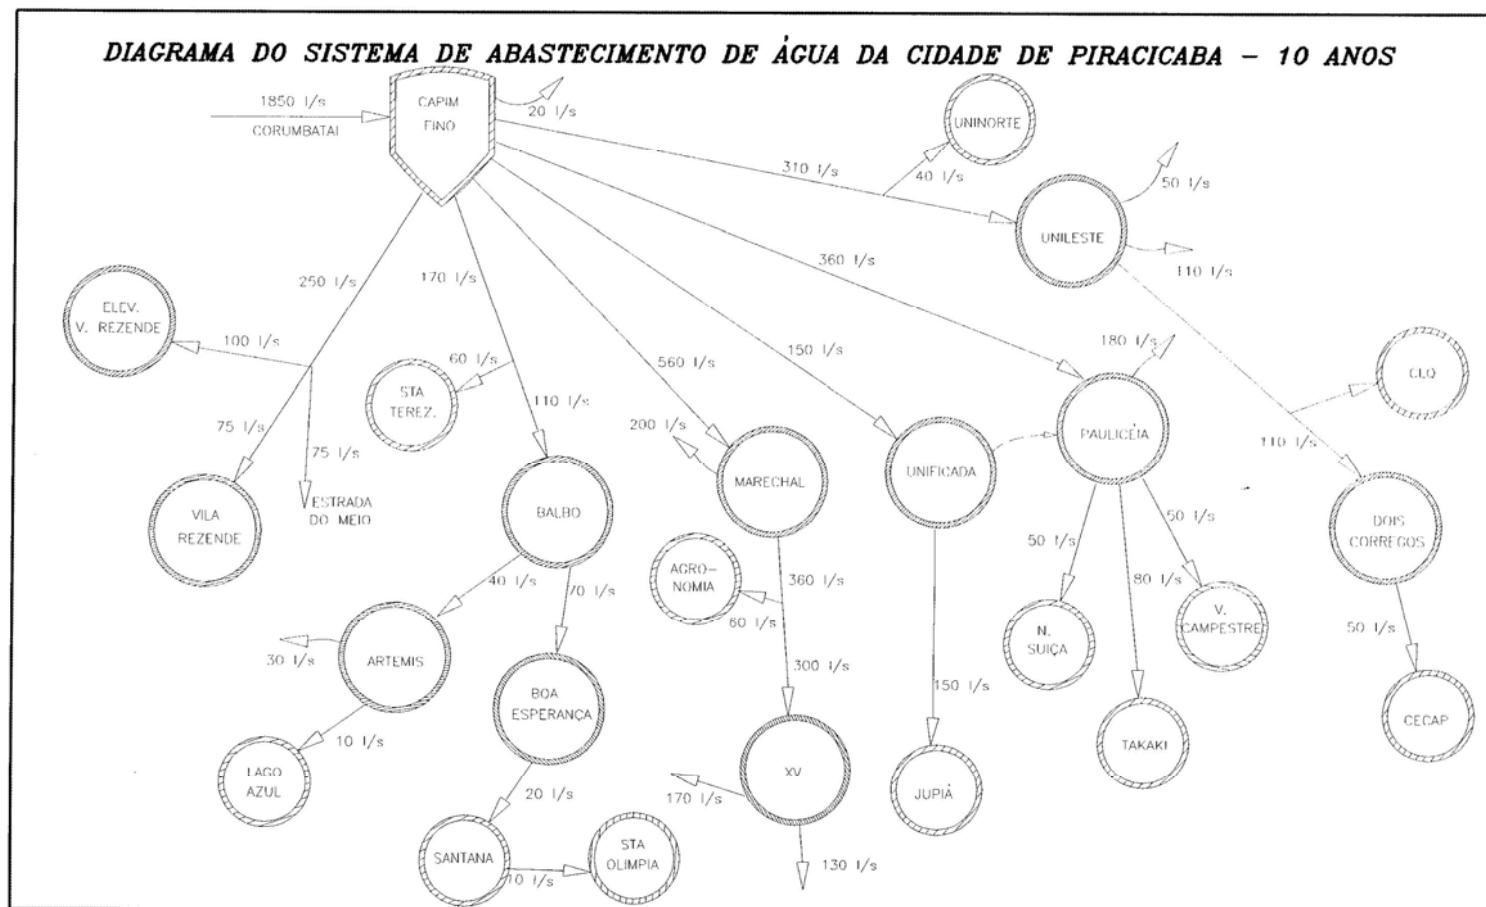 DIAGRAMA DO SISTEMA DE ABASTECIMENTO DE ÁGUA DA CIDADE DE PIRACICABA – 10 ANOS
1850 l/s
CORUMBATAI
CAPIM
FINO
20 l/s
UNINORTE
310 l/s
40 l/s
50 l/s
UNILESTE
110 l/s
250 l/s
170 l/s
360 l/s
ELEV.
V. REZENDE
100 l/s
60 l/s
STA
TEREZ.
560 l/s
150 l/s
180 l/s
CLQ
75 l/s
75 l/s
110 l/s
200 l/s
MARECHAL
UNIFICADA
PAULICÉIA
110 l/s
VILA
REZENDE
ESTRADA
DO MEIO
BALBO
DOIS
CORREGOS
40 l/s
70 l/s
AGRO–
NOMIA
360 l/s
60 l/s
50 l/s
80 l/s
50 l/s
N.
SUIÇA
V.
CAMPESTRE
50 l/s
30 l/s
ARTEMIS
BOA
ESPERANÇA
300 l/s
150 l/s
TAKAKI
CECAP
10 l/s
LAGO
AZUL
20 l/s
XV
170 l/s
JUPIÁ
SANTANA
10 l/s
STA
OLIMPIA
130 l/s